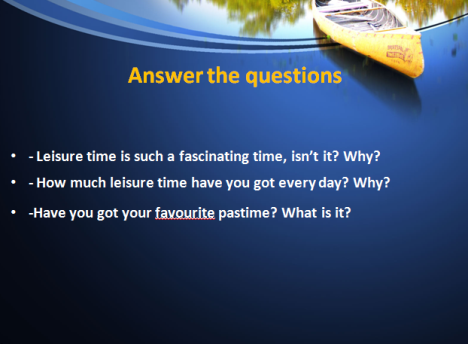 Answer the questions
• - Leisure time is such a fascinating time, isn't it? Why?
• - How much leisure time have you got every day? Why?
• -Have you got your favourite pastime? What is it?